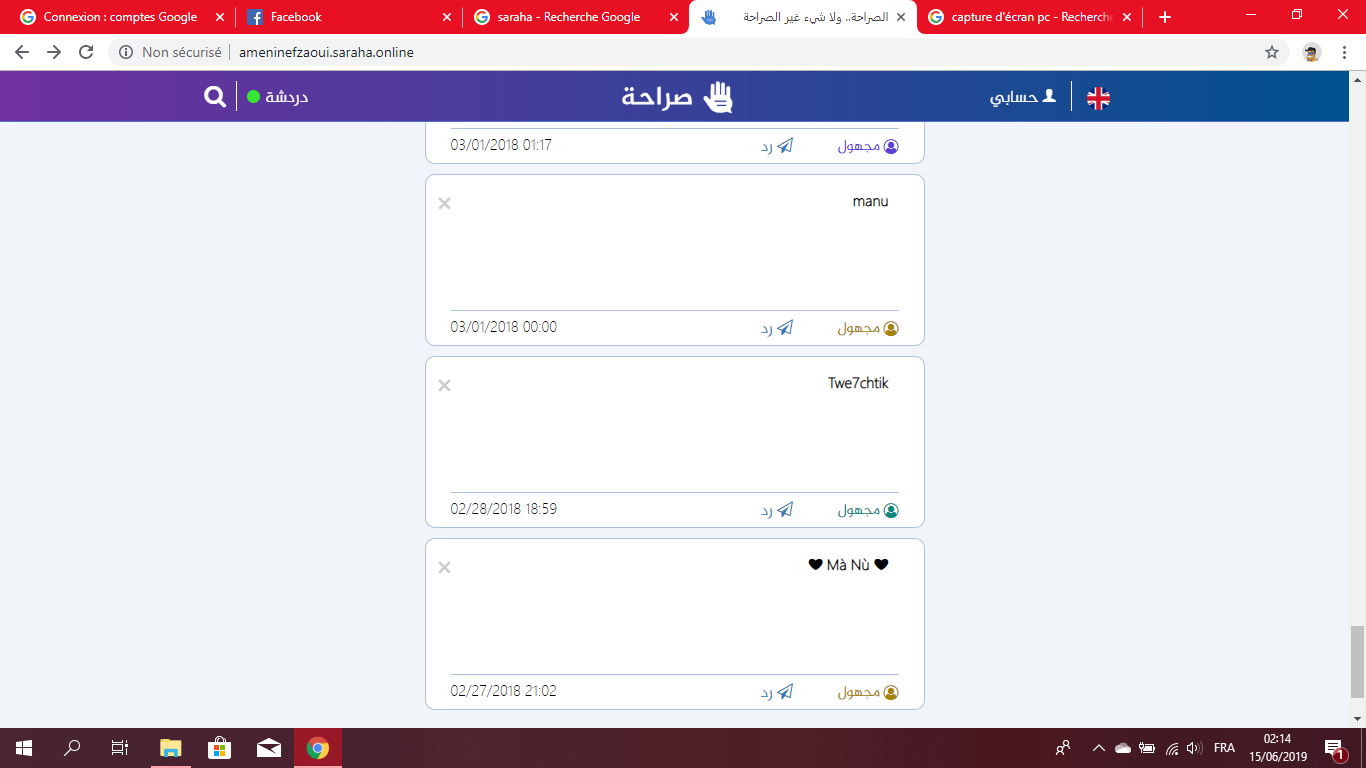 Connexion : comptes Google
Facebook
saraha - Recherche Google
الصراحة.. ولا شيء غير الصراحة
capture d'écran pc - Recherche
Non sécurisé
ameninefzaoui.saraha.online
دردشة
صراحة
حسابي
03/01/2018 01:17
رد
مجهول
manu
03/01/2018 00:00
رد
مجهول
Twe7chtik
02/28/2018 18:59
رد
مجهول
♥ Mà Nù ♥
02/27/2018 21:02
رد
مجهول
FRA
02:14
15/06/2019
1